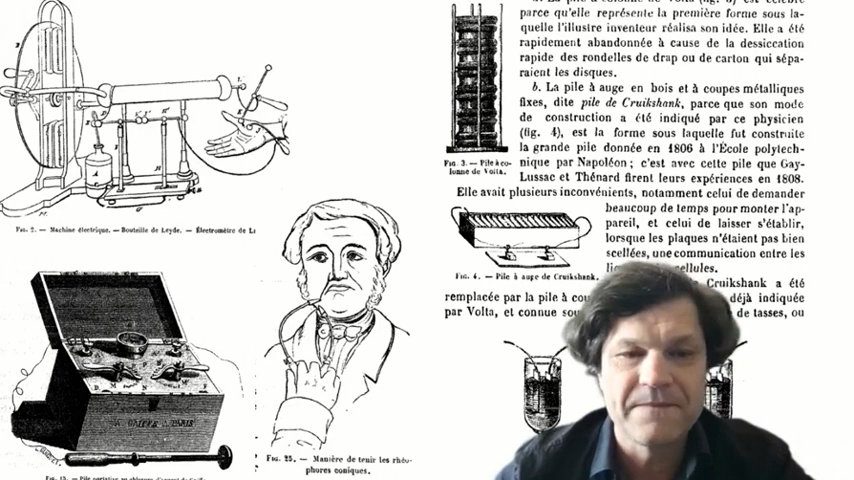 parce qu'elle représente la première forme sous la-
quelle l'illustre inventeur réalisa son idée. Elle a été
rapidement abandonnée à cause de la dessiccation
rapide des rondelles de drap ou de carton qui sépa-
raient les disques.
b. La pile à auge en bois et à coupes métalliques
fixes, dite pile de Cruikshank, parce que son mode
de construction a été indiqué par ce physicien
(fig. 4), est la forme sous laquelle fut construite
la grande pile donnée en 1806 à l'École polytech-
nique par Napoléon ; c'est avec cette pile que Gay-
Lussac et Thénard firent leurs expériences en 1808.
Elle avait plusieurs inconvénients, notamment celui de demander
beaucoup de temps pour monter l'ap-
pareil, et celui de laisser s'établir,
lorsque les plaques n'étaient pas bien
scellées, une communication entre les
cellules.
Cruikshank a été
remplacée par la pile à déjà indiquée
par Volta, et connue de tasses, ou
FIG. 3. — Pile à co-
lonne de Volta.
FIG. 4. — Pile à auge de Cruikshank.
FIG. 2. — Machine électrique. — Bouteille de Leyde. — Électromètre de
GAIFFE A PARIS
FIG. 25. — Manière de tenir les rhéo-
phores coniques.